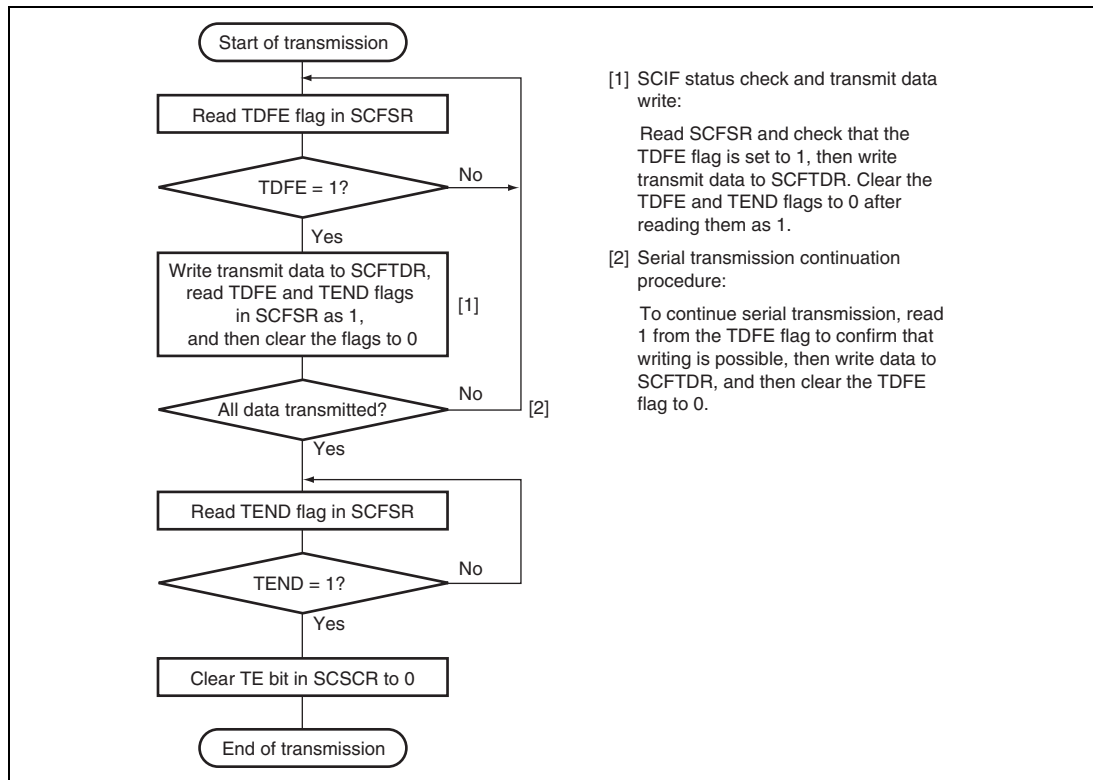 Start of transmission
Read TDFE flag in SCFSR
TDFE = 1?
No
Yes
Write transmit data to SCFTDR,
read TDFE and TEND flags
in SCFSR as 1,
and then clear the flags to 0
[1]
All data transmitted?
No
[2]
Yes
Read TEND flag in SCFSR
TEND = 1?
No
Yes
Clear TE bit in SCSCR to 0
End of transmission
[1] SCIF status check and transmit data
write:
Read SCFSR and check that the
TDFE flag is set to 1, then write
transmit data to SCFTDR. Clear the
TDFE and TEND flags to 0 after
reading them as 1.
[2] Serial transmission continuation
procedure:
To continue serial transmission, read
1 from the TDFE flag to confirm that
writing is possible, then write data to
SCFTDR, and then clear the TDFE
flag to 0.